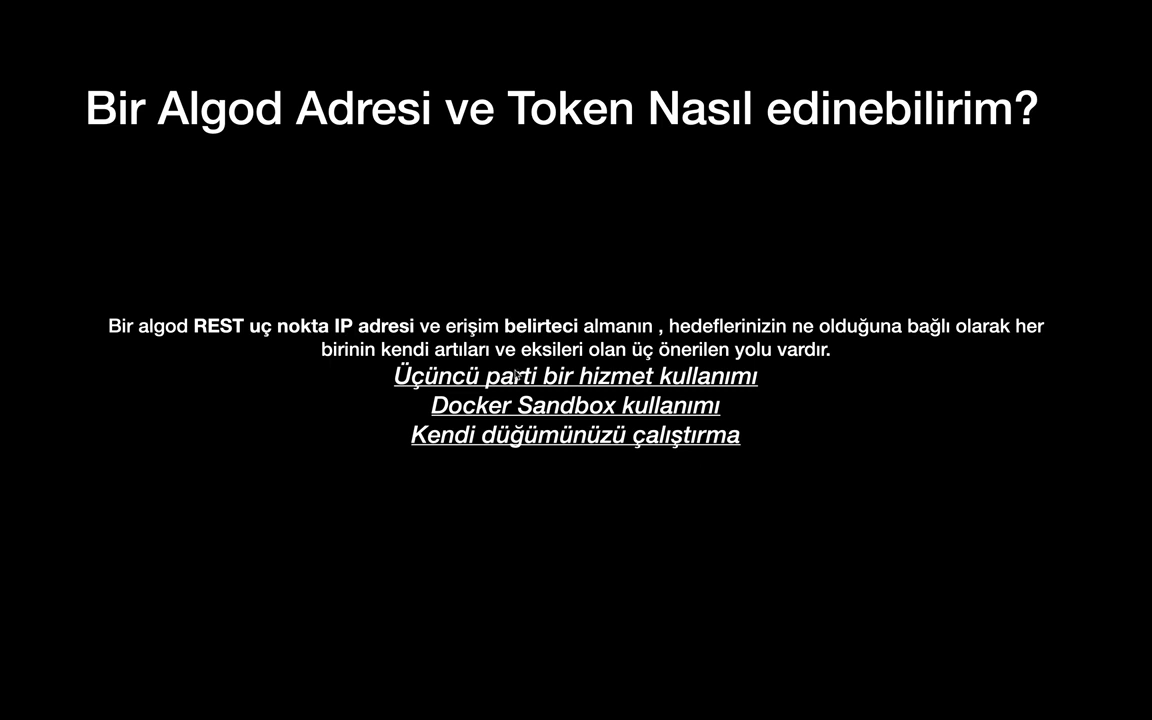 Bir Algod Adresi ve Token Nasıl edinebilirim?
Bir algod REST uç nokta IP adresi ve erişim belirteci almanın , hedeflerinizin ne olduğuna bağlı olarak her
birinin kendi artıları ve eksileri olan üç önerilen yolu vardır.
Üçüncü parti bir hizmet kullanımı
Docker Sandbox kullanımı
Kendi düğümünüzü çalıştırma